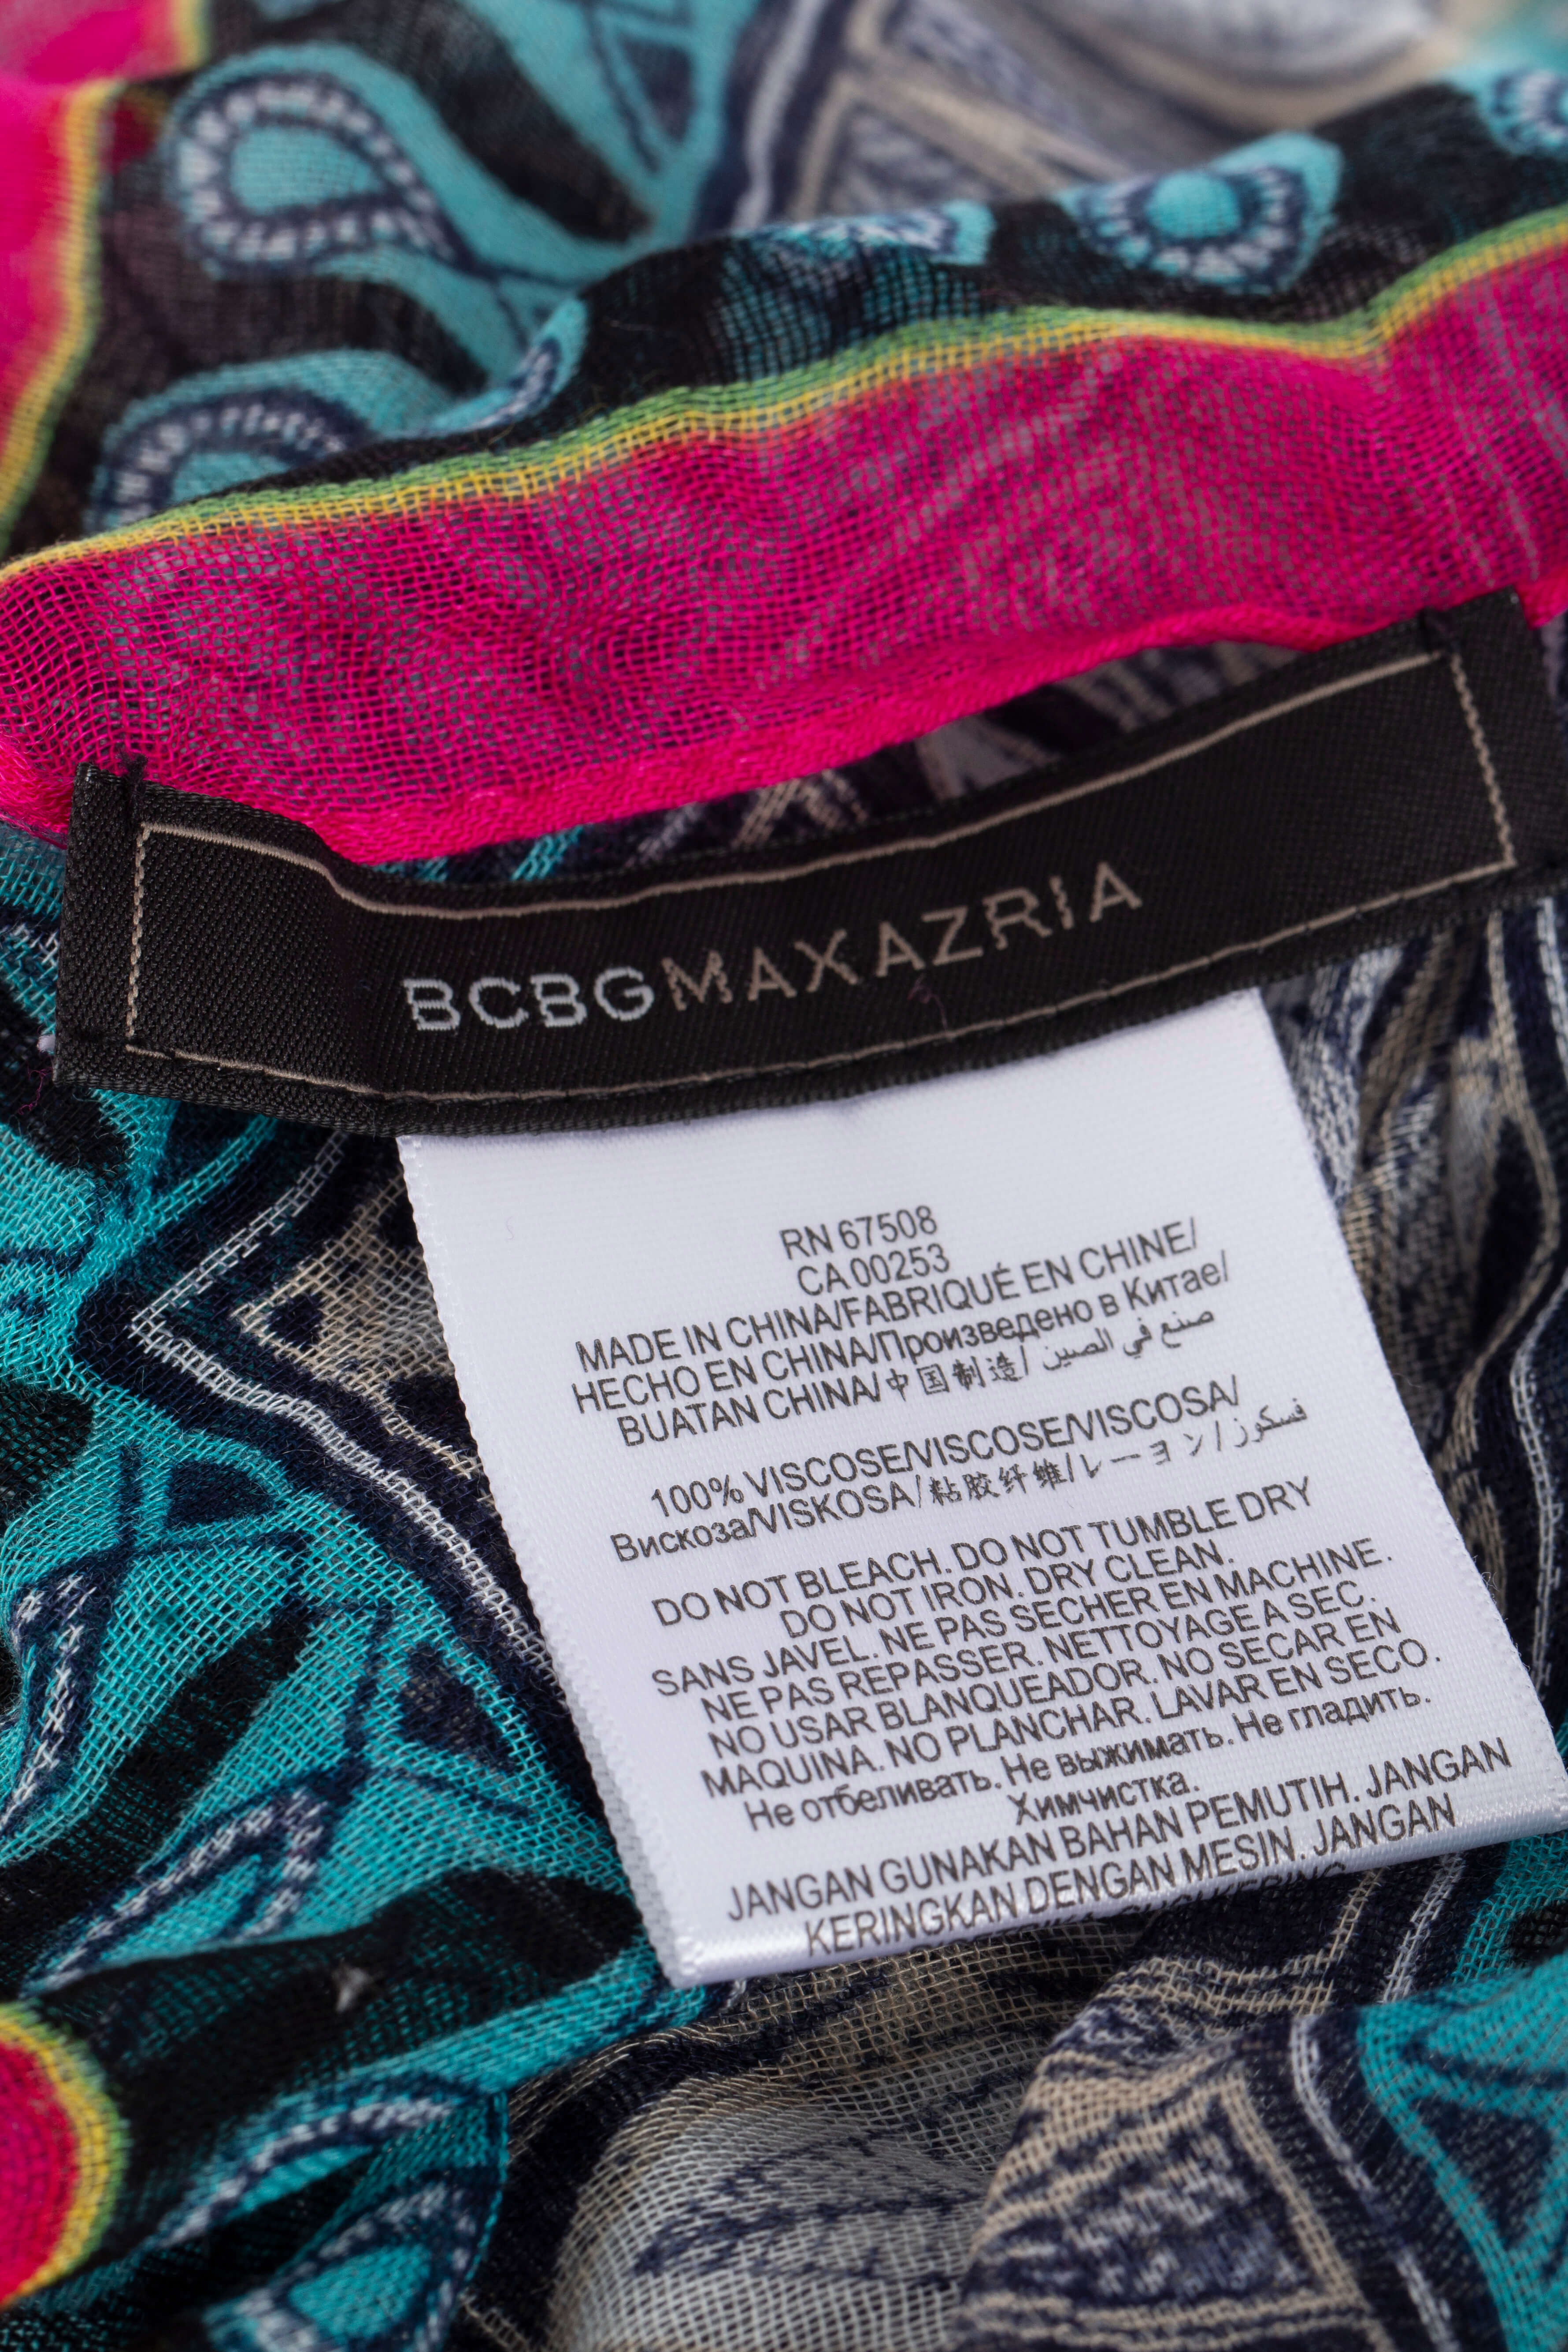 BCBGMAXAZRIA
RN 67508
CA 00253
MADE IN CHINA/FABRIQUÉ EN CHINE/
HECHO EN CHINA/Произведено в Китае/
BUATAN CHINA/中国制造/ صنع في الصين
100% VISCOSE/VISCOSE/VISCOSA/
Вискоза/VISKOSA/粘胶纤维/レーヨン/فسكوز
DO NOT BLEACH. DO NOT TUMBLE DRY
DO NOT IRON. DRY CLEAN.
SANS JAVEL. NE PAS SECHER EN MACHINE.
NE PAS REPASSER. NETTOYAGE A SEC.
NO USAR BLANQUEADOR. NO SECAR EN
MAQUINA. NO PLANCHAR. LAVAR EN SECO.
Не отбеливать. Не выжимать. Не гладить.
Химчистка.
JANGAN GUNAKAN BAHAN PEMUTIH. JANGAN
KERINGKAN DENGAN MESIN. JANGAN